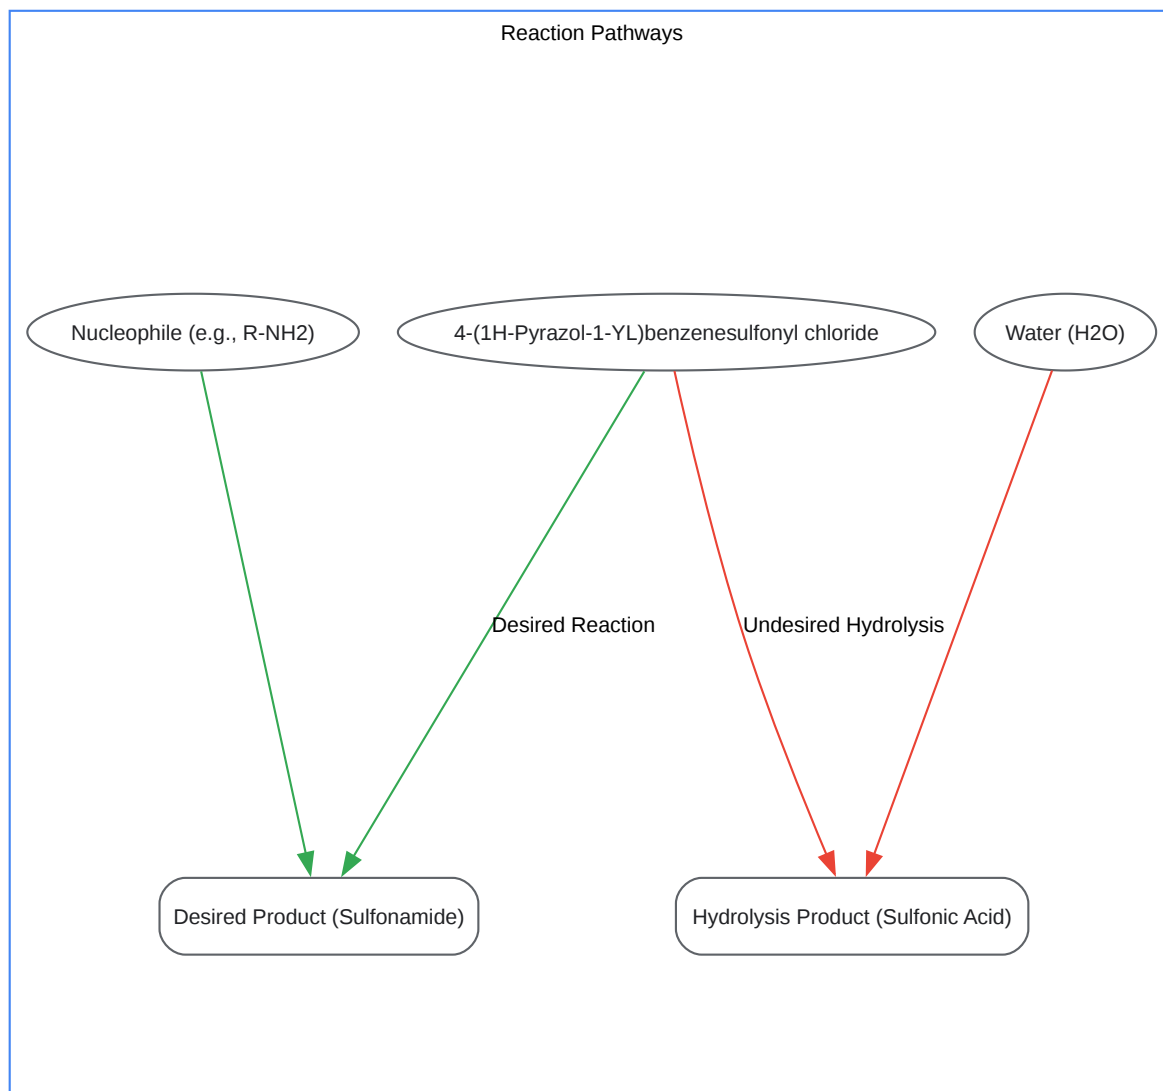 Reaction Pathways
Nucleophile (e.g., R-NH2)
4-(1H-Pyrazol-1-YL)benzenesulfonyl chloride
Water (H2O)
Desired Reaction
Undesired Hydrolysis
Desired Product (Sulfonamide)
Hydrolysis Product (Sulfonic Acid)